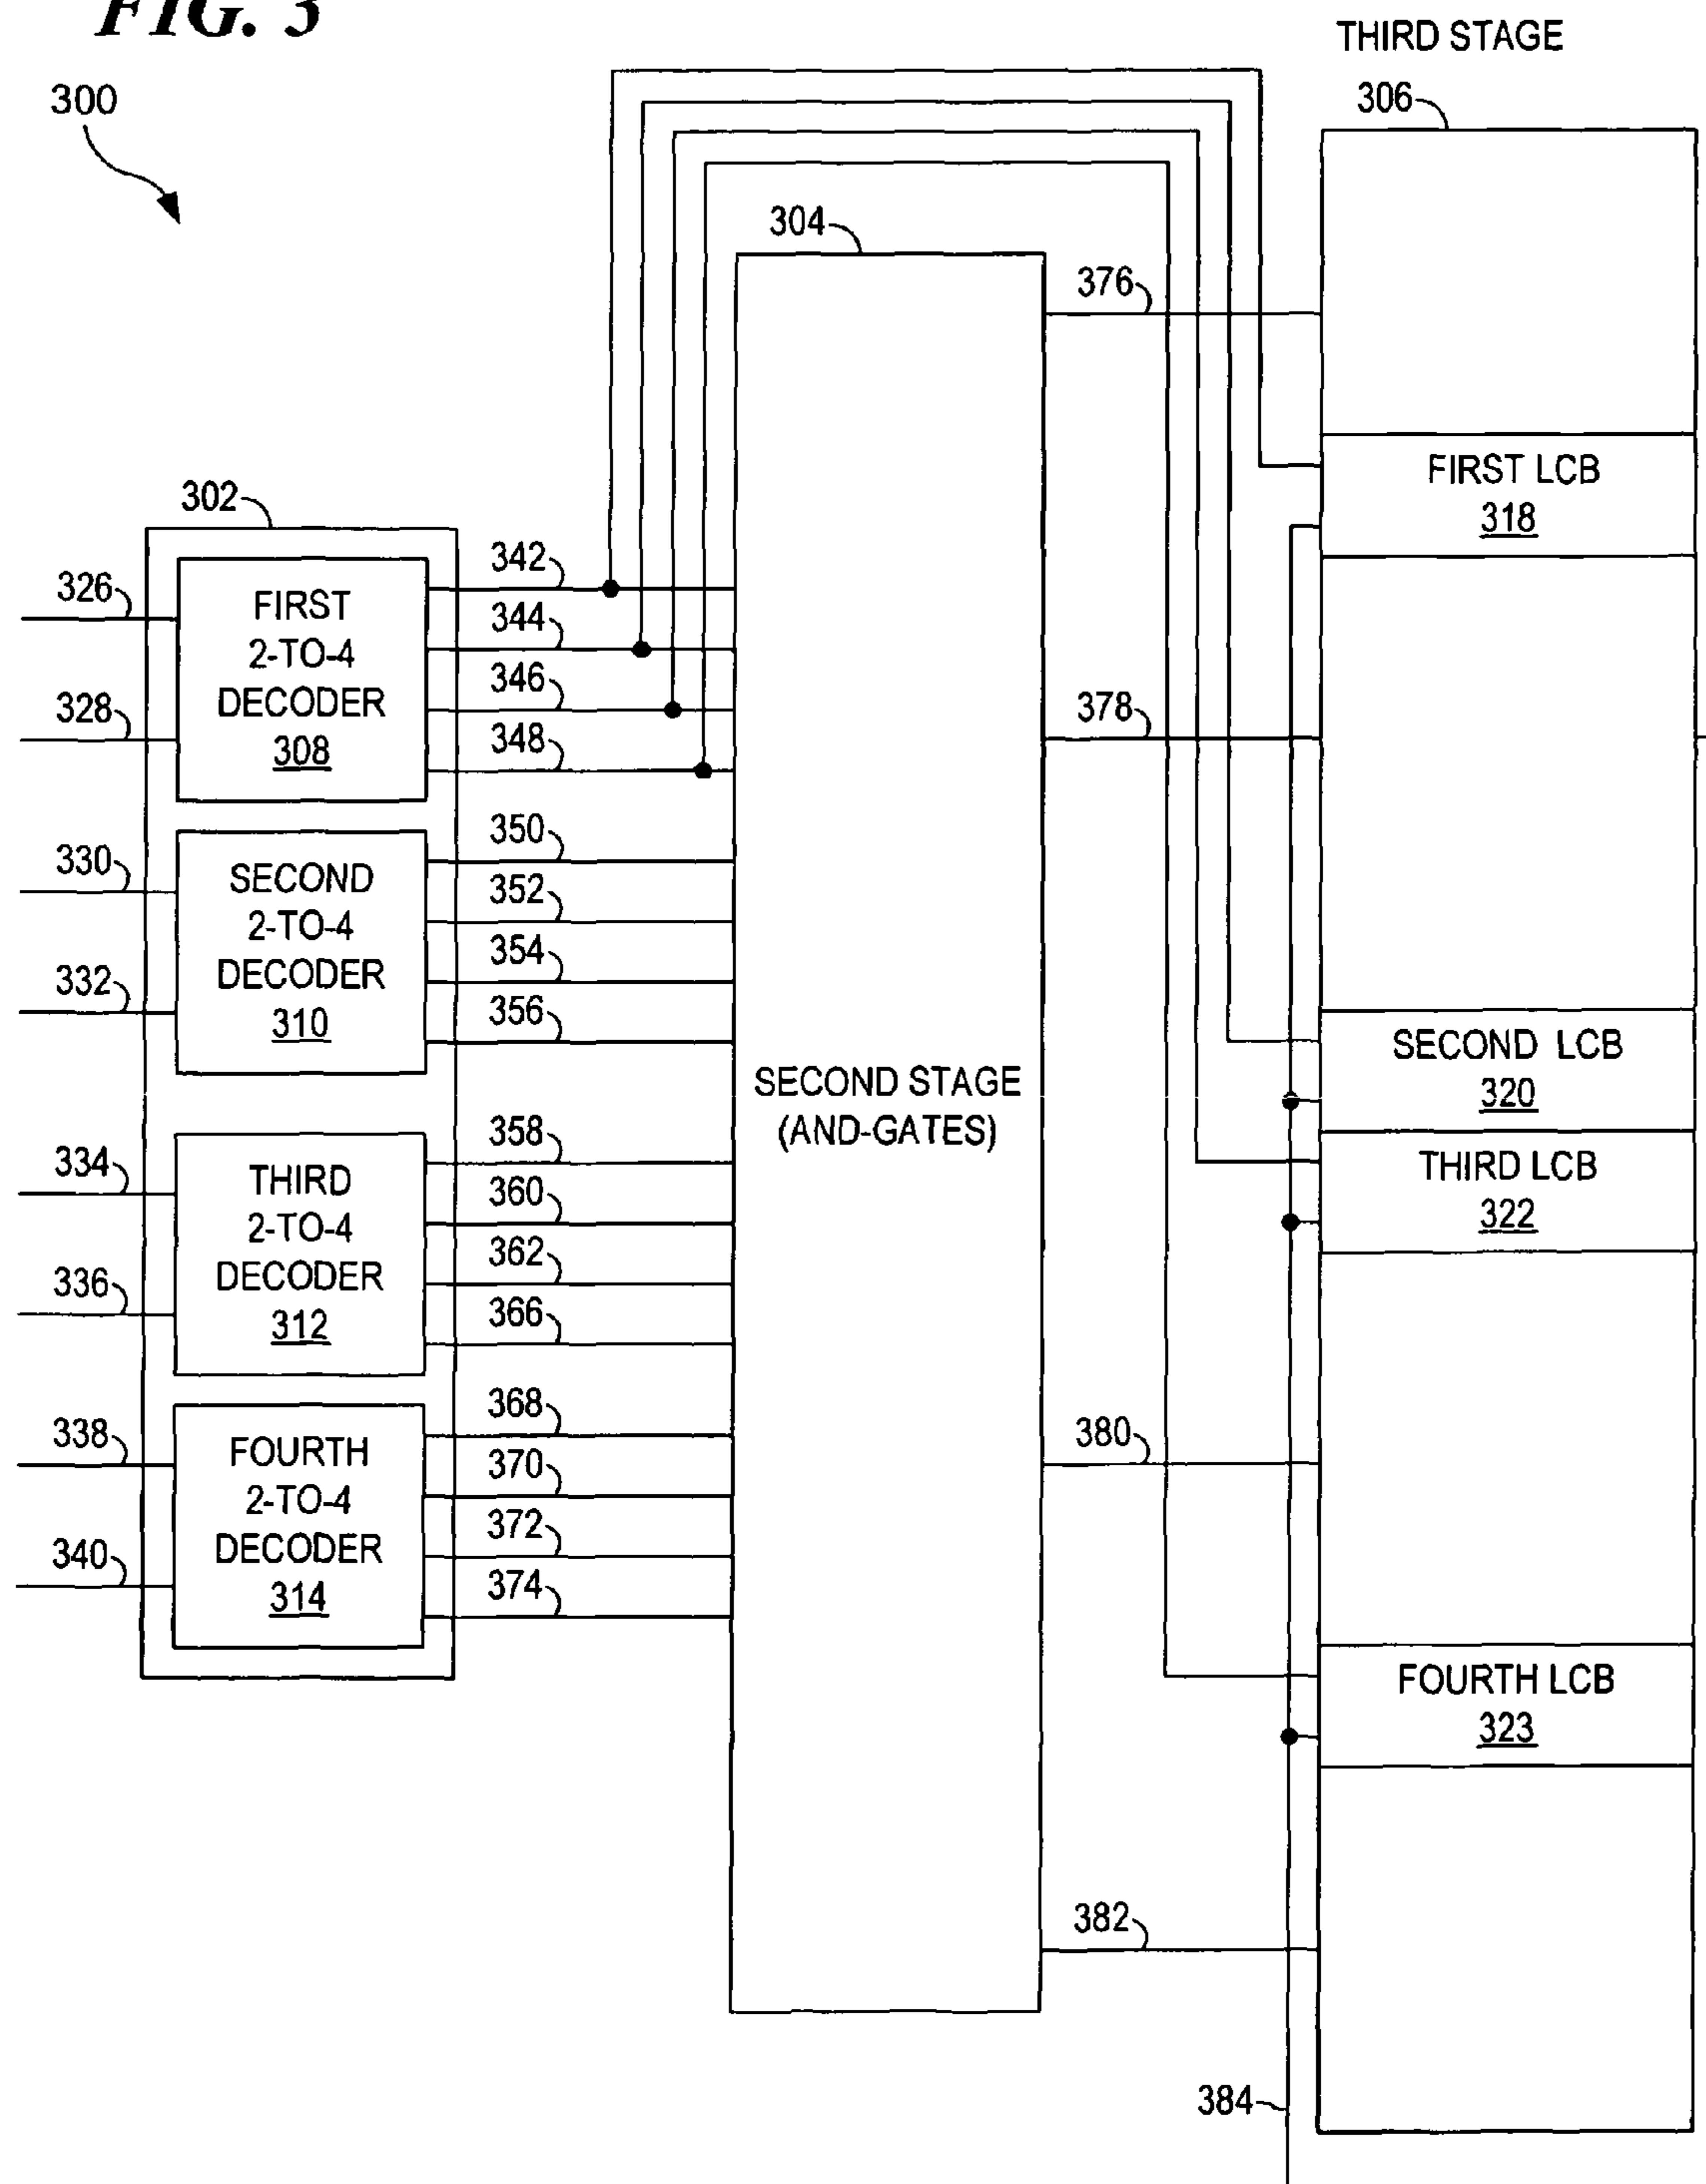 FIG. 3
THIRD STAGE
300
306
304
376
302
FIRST LCB
318
342
326
FIRST
2-TO-4
DECODER
308
344
346
328
348
378
350
330
SECOND
2-TO-4
DECODER
310
352
354
332
356
SECOND LCB
320
SECOND STAGE
(AND-GATES)
358
334
THIRD
2-TO-4
DECODER
312
THIRD LCB
322
360
362
336
366
368
338
FOURTH
2-TO-4
DECODER
314
380
370
372
340
374
FOURTH LCB
323
382
384